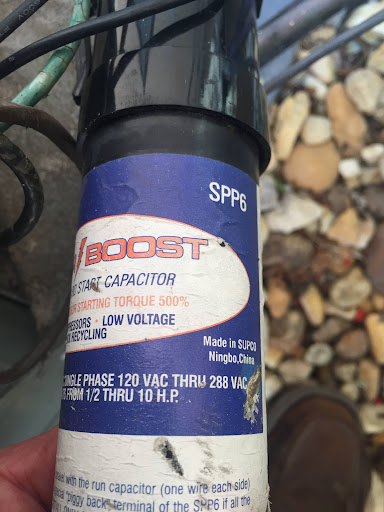 SPP6
BOOST
START CAPACITOR
STARTING TORQUE 500%
LOW VOLTAGE
RECYCLING
Made in SUPCO
Ningbo,China
SINGLE PHASE 120 VAC THRU 288 VAC
FROM 1/2 THRU 10 H.P.
with the run capacitor (one wire each side)
"piggy back" terminal of the SPP6 if all the